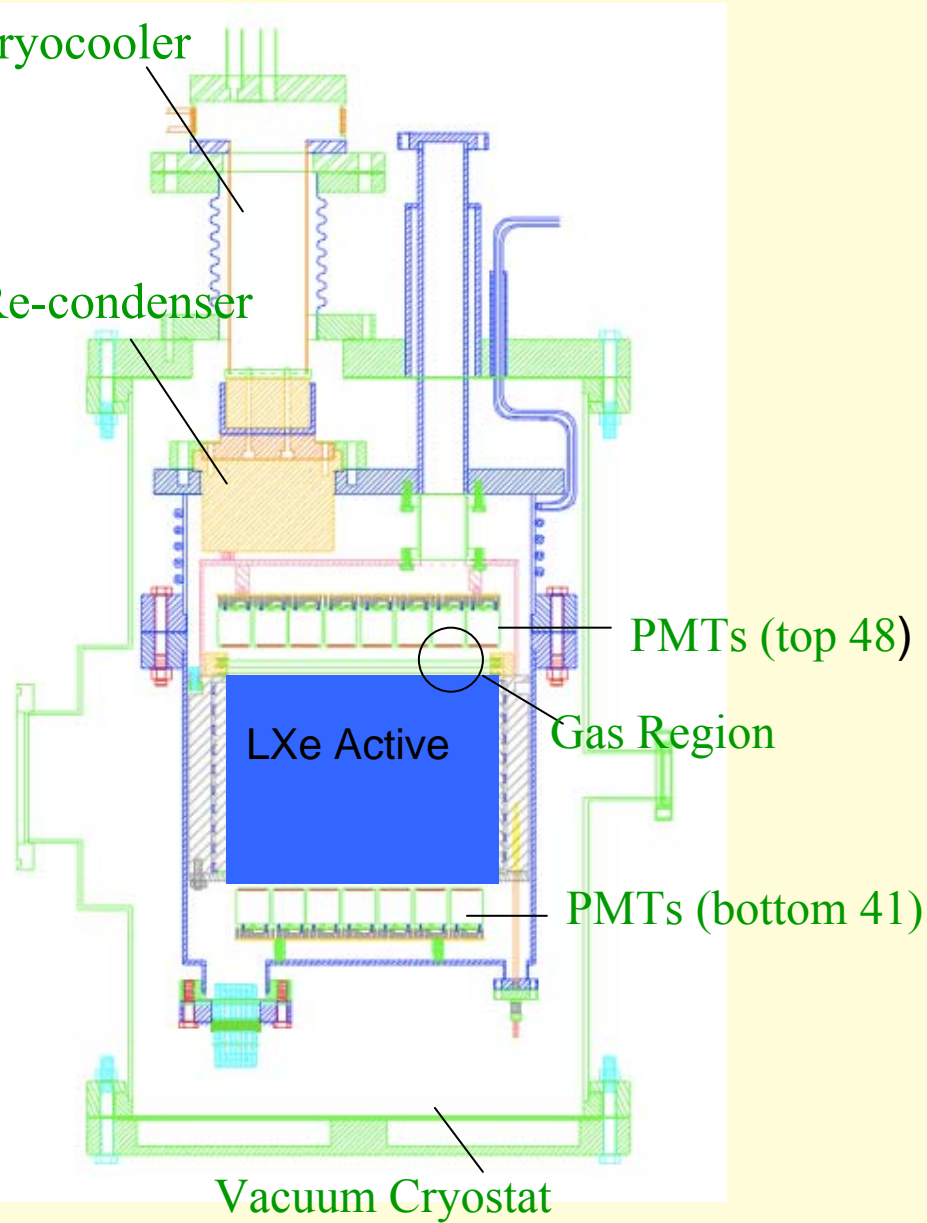 ryocooler
Re-condenser
PMTs (top 48)
Gas Region
LXe Active
PMTs (bottom 41)
Vacuum Cryostat